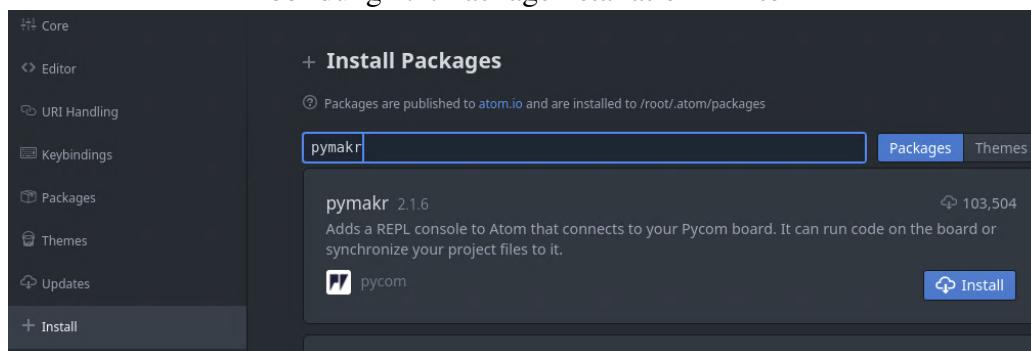 Core
Editor
URI Handling
Keybindings
Packages
Themes
Updates
Install
Install Packages
Packages are published to atom.io and are installed to /root/.atom/packages
pymakr
Packages Themes
pymakr 2.1.6 103,504
Adds a REPL console to Atom that connects to your Pycom board. It can run code on the board or
synchronize your project files to it.
pycom
Install